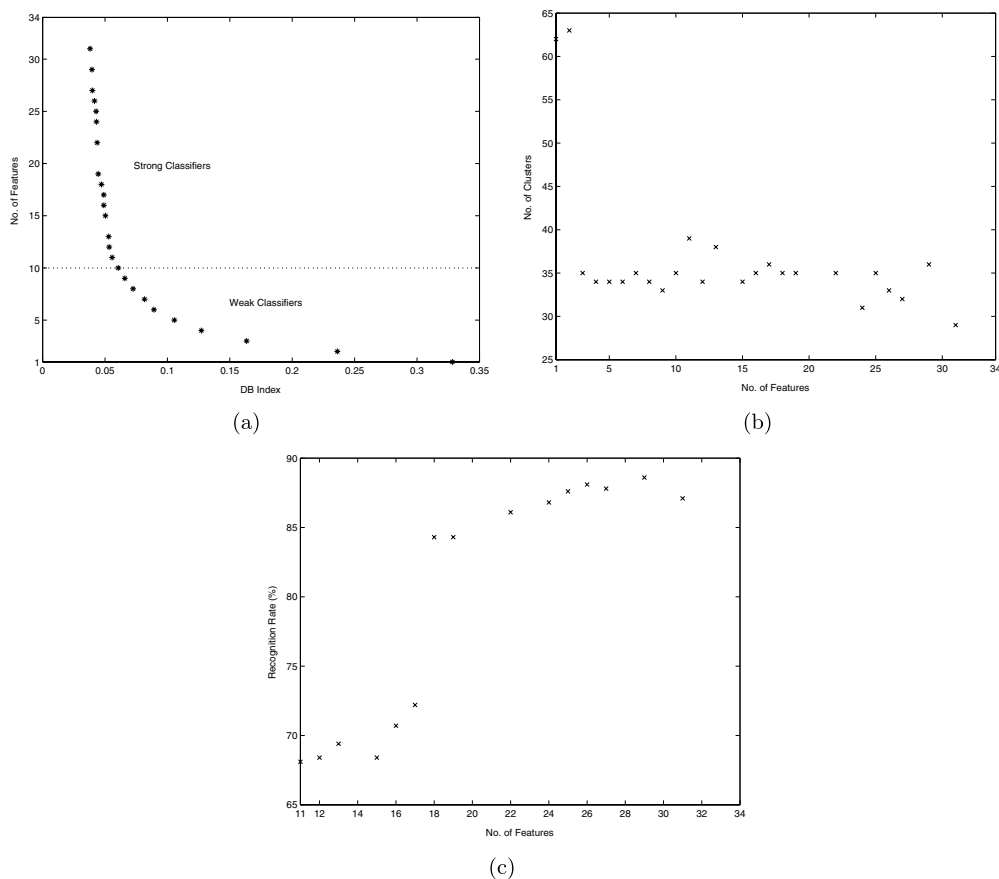 34
30
25
20
15
10
5
1
No. of Features
Strong Classifiers
Weak Classifiers
0 0.05 0.1 0.15 0.2 0.25 0.3 0.35
DB Index
(a)
65
60
55
50
45
40
35
30
25
No. of Clusters
1 5 10 15 20 25 30 34
No. of Features
(b)
90
85
80
75
70
65
Recognition Rate (%)
11 12 14 16 18 20 22 24 26 28 30 32 34
No. of Features
(c)